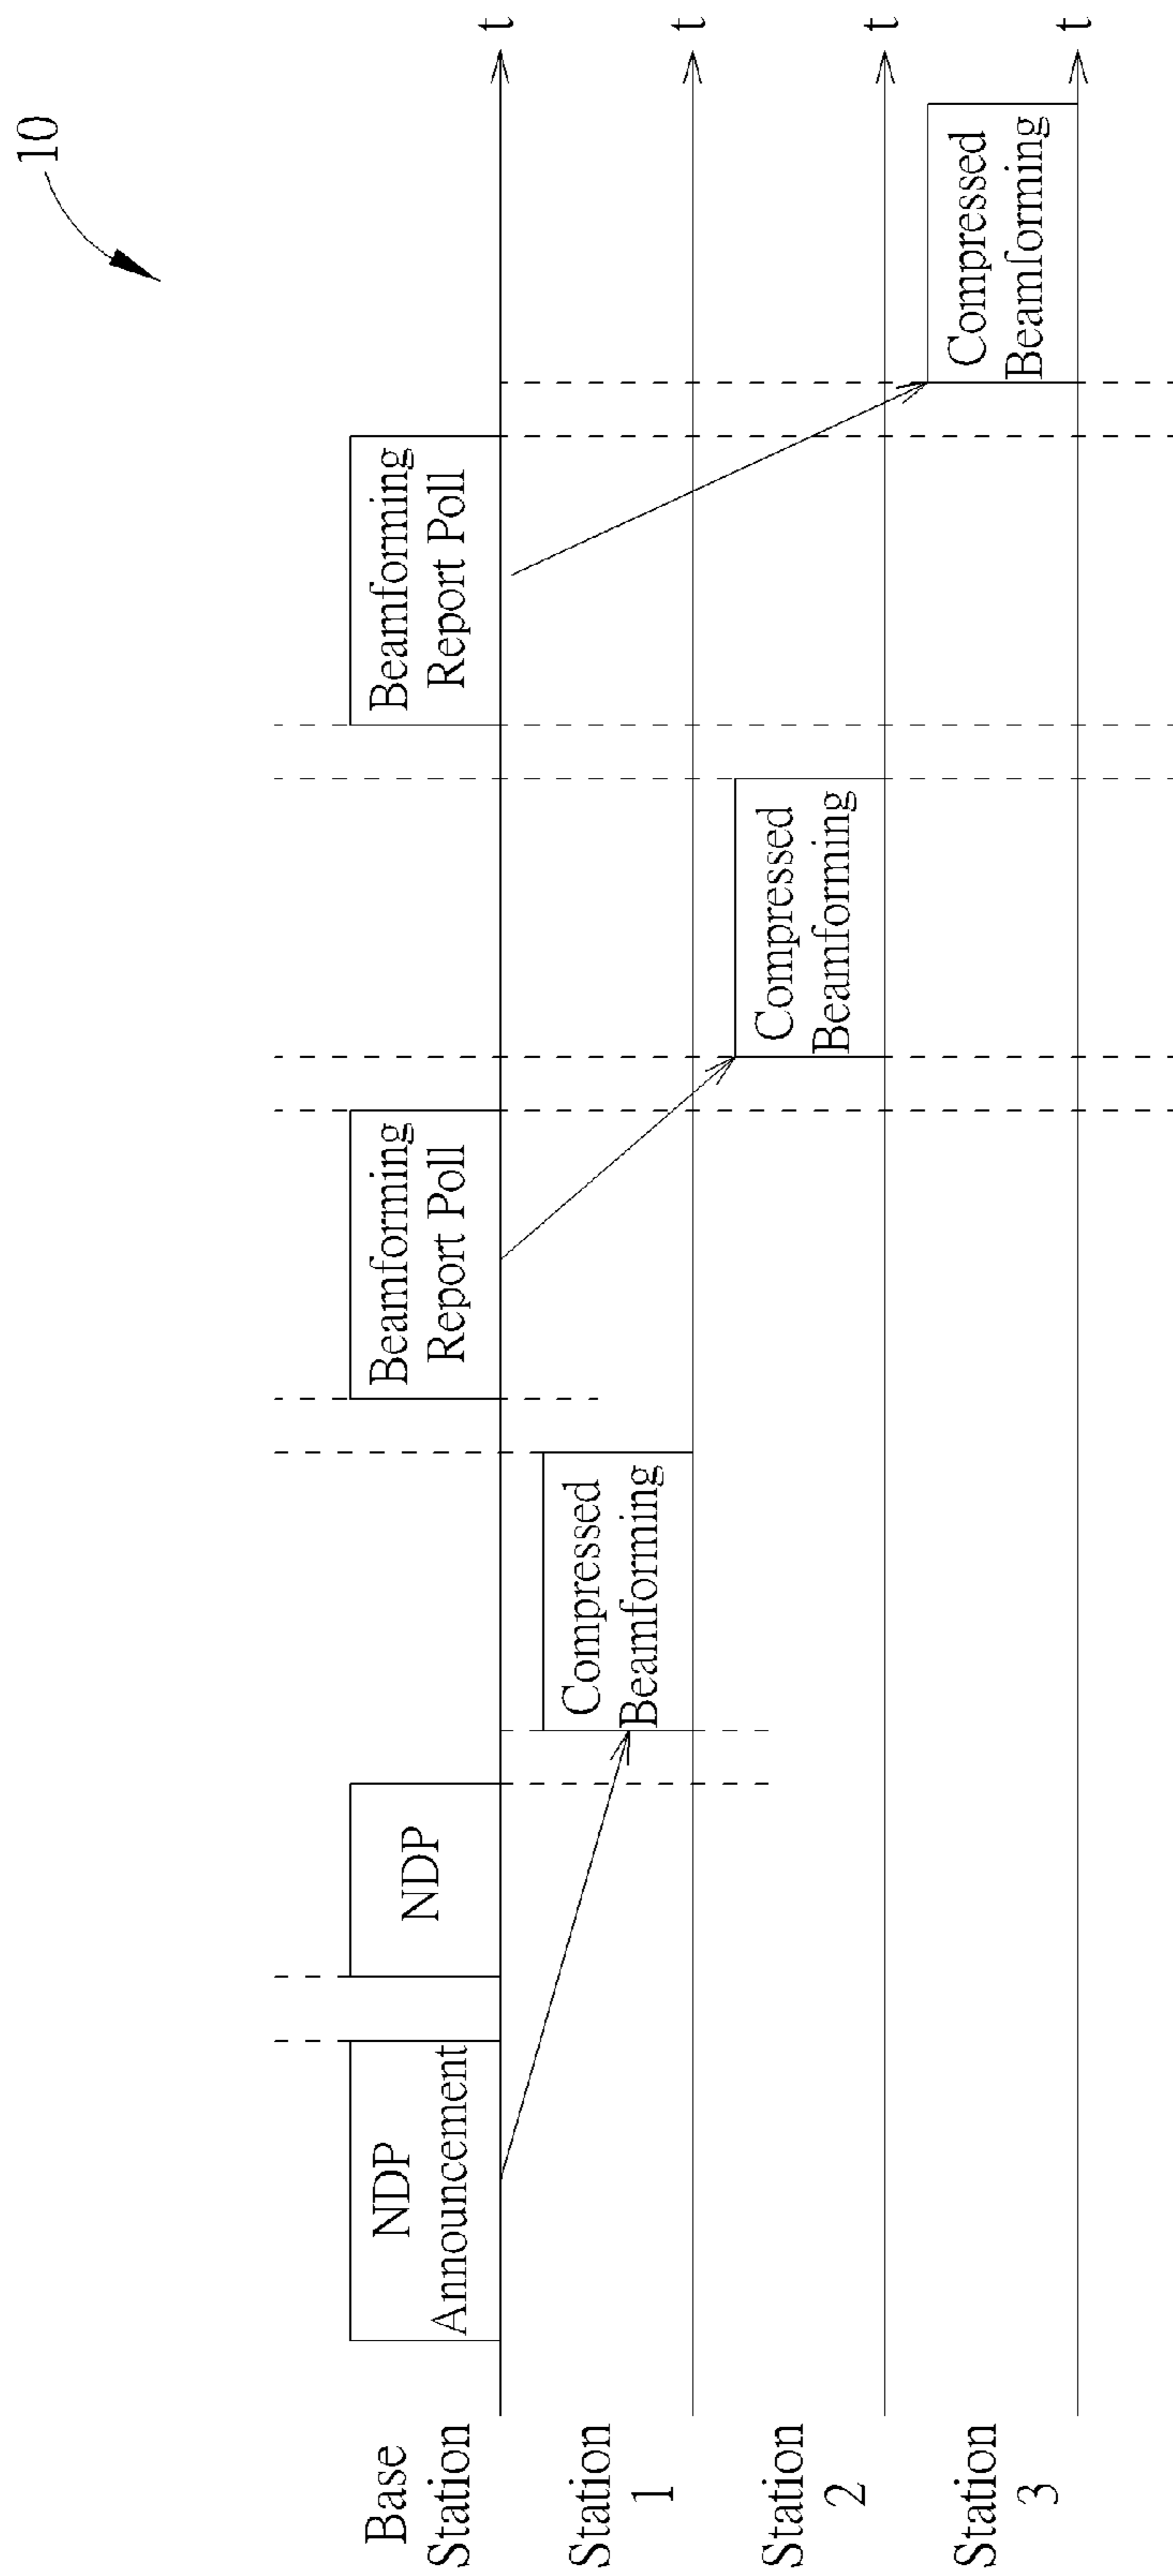 10
Base
Station
NDP
Announcement
NDP
Beamforming
Report Poll
Beamforming
Report Poll
t
Station
1
Compressed
Beamforming
t
Station
2
Compressed
Beamforming
t
Station
3
Compressed
Beamforming
t